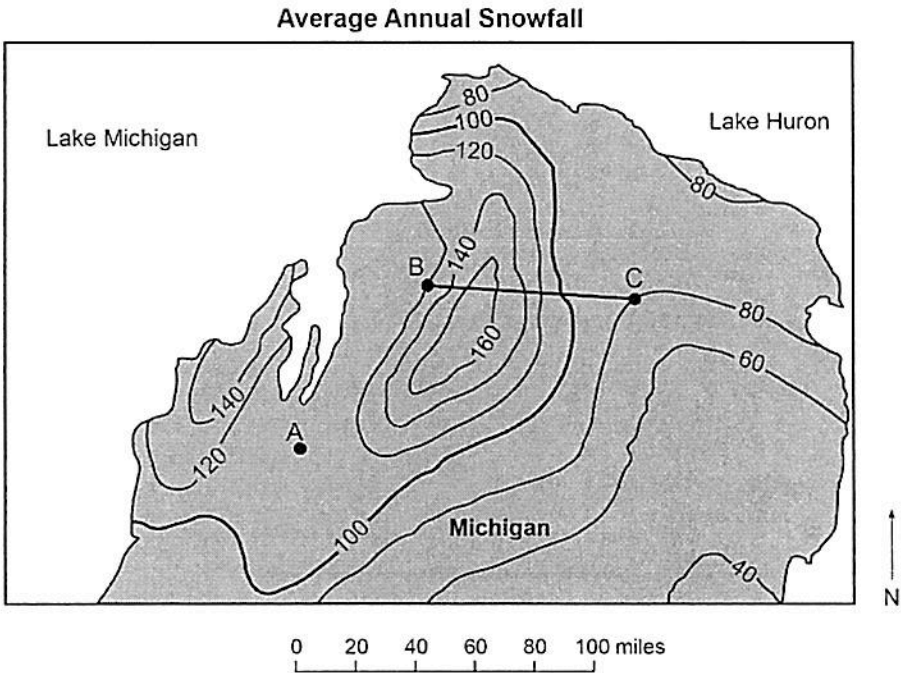 Average Annual Snowfall
80
100
Lake Michigan
Lake Huron
120
80
140
B
C
80
160
60
140
A
120
100
Michigan
40
N
0 20 40 60 80 100 miles